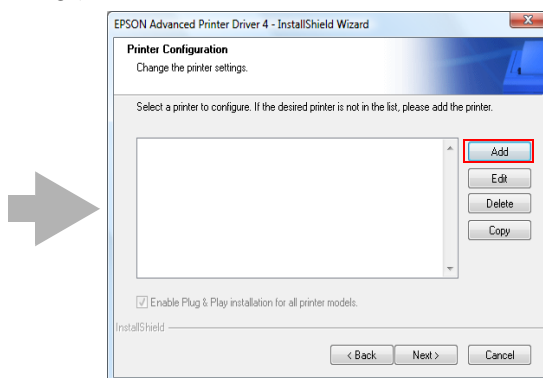 EPSON Advanced Printer Driver 4 - InstallShield Wizard
Printer Configuration
Change the printer settings.
Select a printer to configure. If the desired printer is not in the list, please add the printer.
Add
Edit
Delete
Copy
Enable Plug & Play installation for all printer models.
InstallShield
< Back
Next >
Cancel